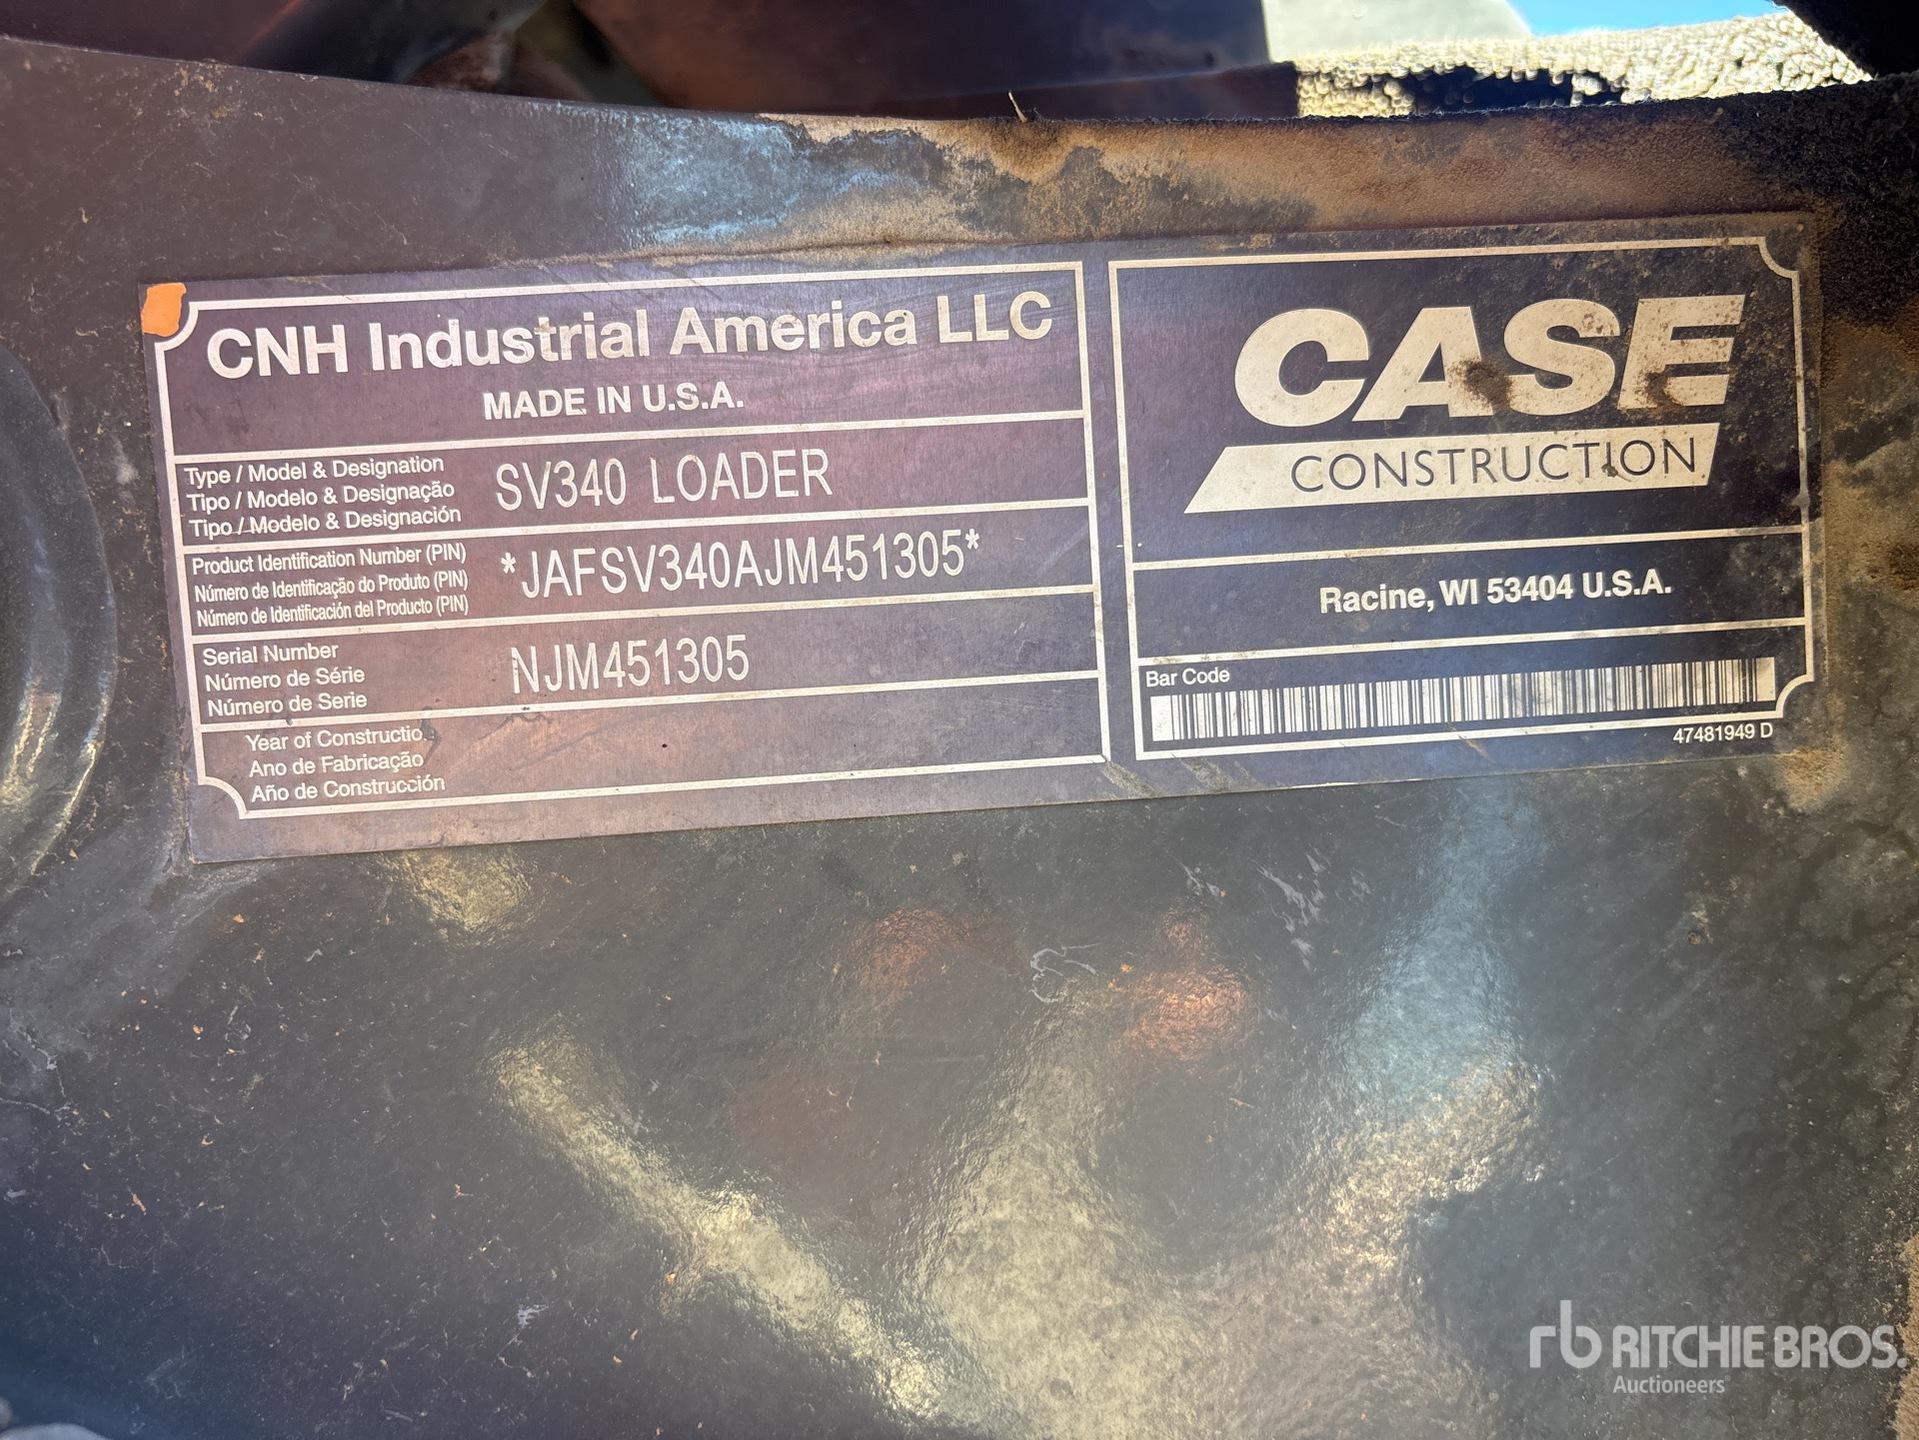 CNH Industrial America LLC
MADE IN U.S.A.
Type / Model & Designation
Tipo / Modelo & Designação
Tipo / Modelo & Designación
SV340 LOADER
Product Identification Number (PIN)
Número de Identificação do Produto (PIN)
Número de Identificación del Producto (PIN)
*JAFSV340AJM451305*
Serial Number
Número de Série
Número de Serie
NJM451305
Year of Construction
Ano de Fabricação
Año de Construcción
CASE
CONSTRUCTION
Racine, WI 53404 U.S.A.
Bar Code
47481949 D
rb RITCHIE BROS.
Auctioneers